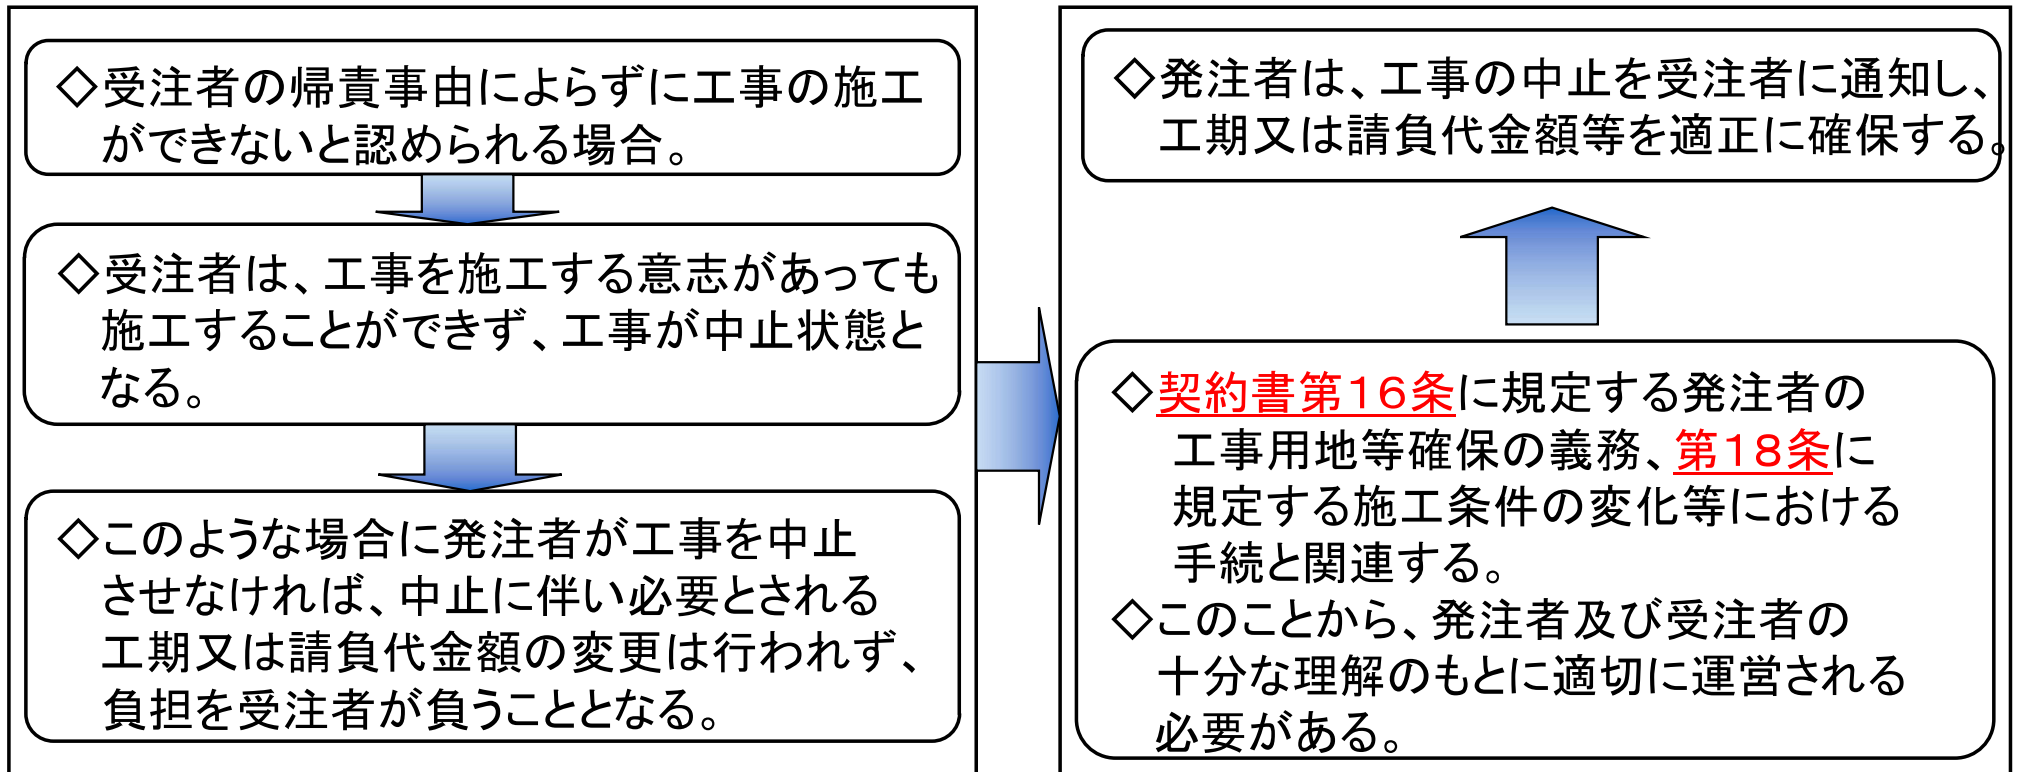 ◇受注者の帰責事由によらずに工事の施工
ができないと認められる場合。
◇受注者は、工事を施工する意志があっても
施工することができず、工事が中止状態と
なる。
◇このような場合に発注者が工事を中止
させなければ、中止に伴い必要とされる
工期又は請負代金額の変更は行われず、
負担を受注者が負うこととなる。
◇発注者は、工事の中止を受注者に通知し、
工期又は請負代金額等を適正に確保する。
◇契約書第16条に規定する発注者の
工事用地等確保の義務、第18条に
規定する施工条件の変化等における
手続と関連する。
◇このことから、発注者及び受注者の
十分な理解のもとに適切に運営される
必要がある。